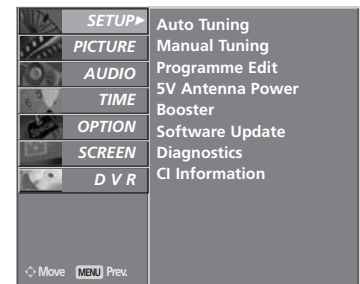 SETUP
PICTURE
AUDIO
TIME
OPTION
SCREEN
D V R
Auto Tuning
Manual Tuning
Programme Edit
5V Antenna Power
Booster
Software Update
Diagnostics
CI Information
Move MENU Prev.